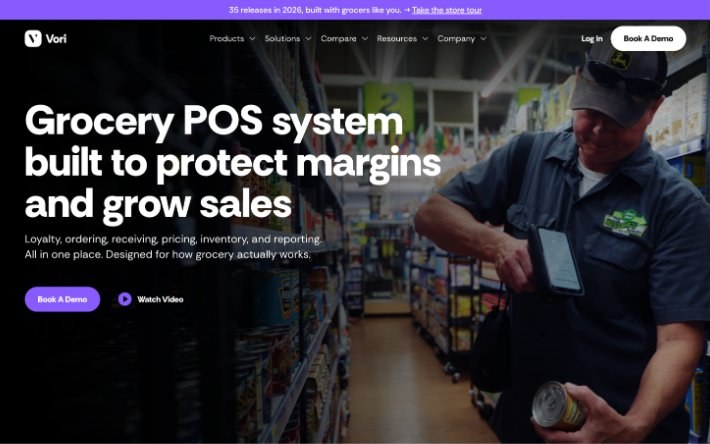 35 releases in 2026, built with grocers like you. → Take the store tour
Vori
Products Solutions Compare Resources Company
Log In
Book A Demo
Grocery POS system
built to protect margins
and grow sales
Loyalty, ordering, receiving, pricing, inventory, and reporting.
All in one place. Designed for how grocery actually works.
Book A Demo
Watch Video
2